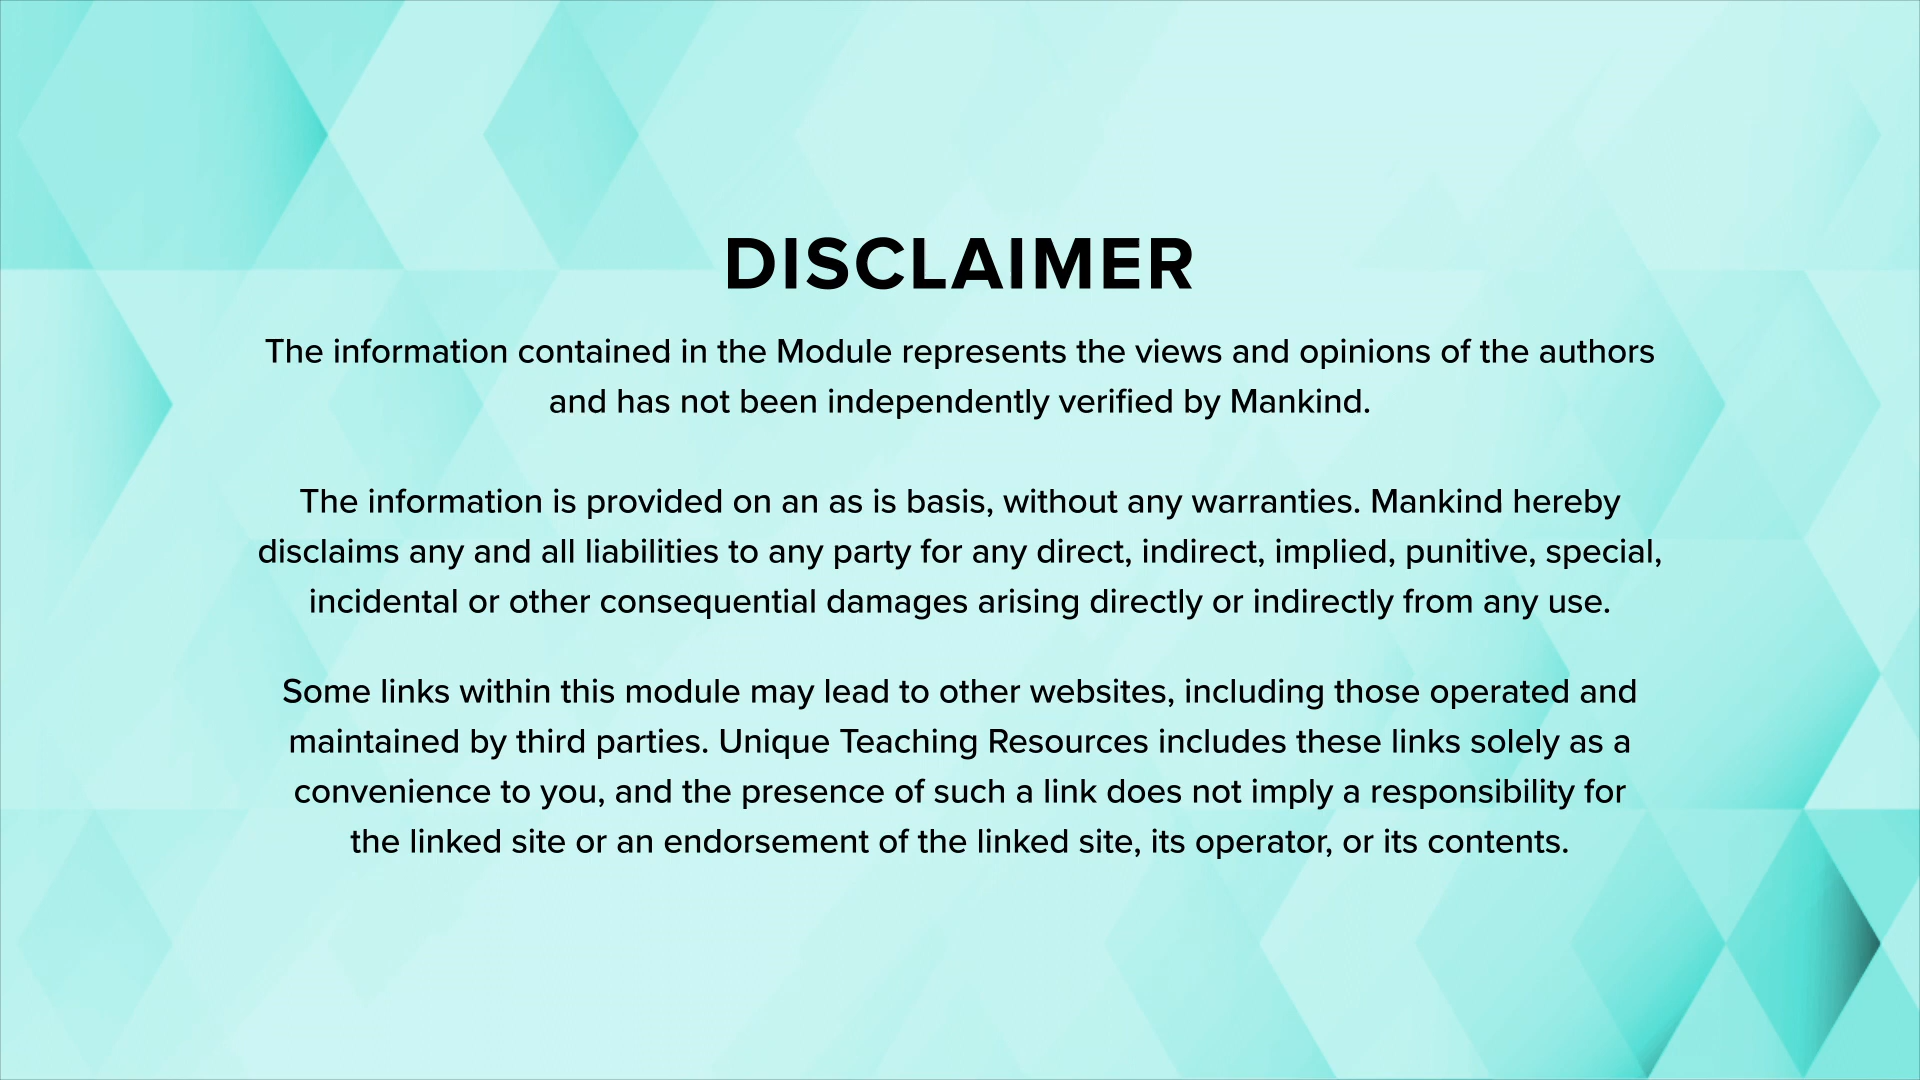 DISCLAIMER
The information contained in the Module represents the views and opinions of the authors
and has not been independently verified by Mankind.
The information is provided on an as is basis, without any warranties. Mankind hereby
disclaims any and all liabilities to any party for any direct, indirect, implied, punitive, special,
incidental or other consequential damages arising directly or indirectly from any use.
Some links within this module may lead to other websites, including those operated and
maintained by third parties. Unique Teaching Resources includes these links solely as a
convenience to you, and the presence of such a link does not imply a responsibility for
the linked site or an endorsement of the linked site, its operator, or its contents.